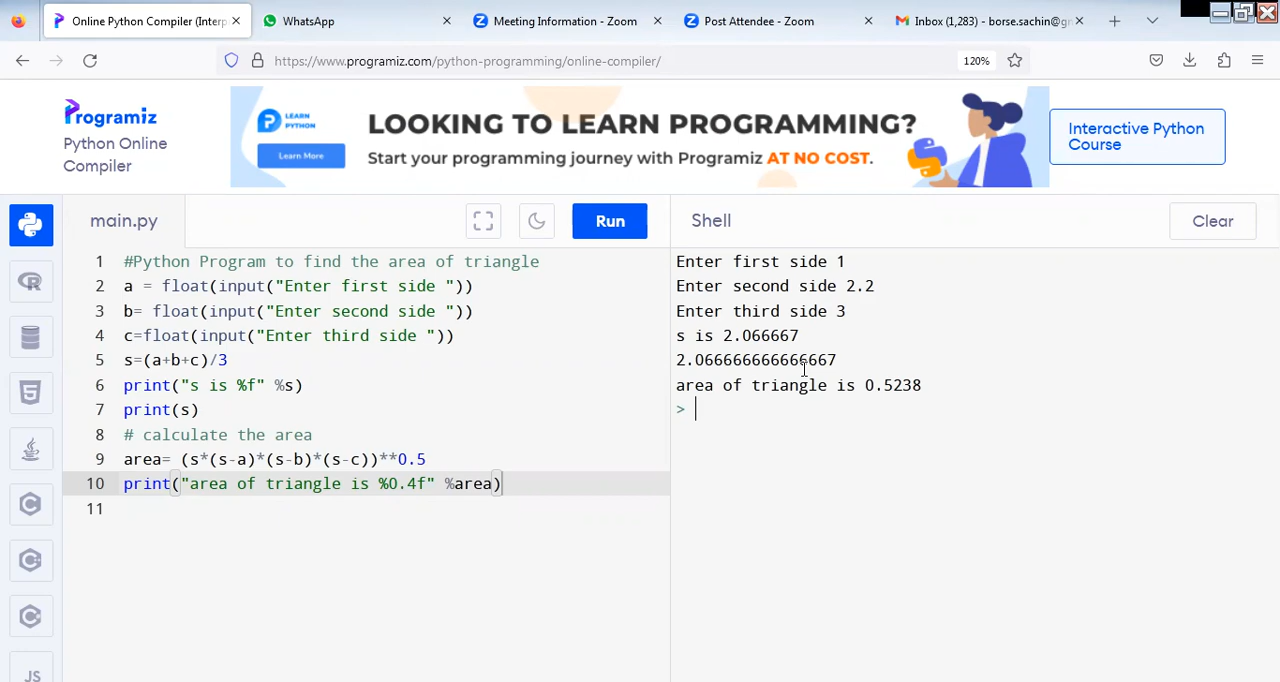 Online Python Compiler (Interp
WhatsApp
Meeting Information - Zoom
Post Attendee - Zoom
Inbox (1,283) - borse.sachin@g
https://www.programiz.com/python-programming/online-compiler/
120%
Programiz
Python Online
Compiler
LEARN
PYTHON
Learn More
LOOKING TO LEARN PROGRAMMING?
Start your programming journey with Programiz AT NO COST.
Interactive Python
Course
main.py
Run
Shell
Clear
1 #Python Program to find the area of triangle
2 a = float(input("Enter first side "))
3 b= float(input("Enter second side "))
4 c=float(input("Enter third side "))
5 s=(a+b+c)/3
6 print("s is %f" %s)
7 print(s)
8 # calculate the area
9 area= (s*(s-a)*(s-b)*(s-c))**0.5
10 print("area of triangle is %0.4f" %area)
11
Enter first side 1
Enter second side 2.2
Enter third side 3
s is 2.066667
2.066666666666667
area of triangle is 0.5238
>
R
JS